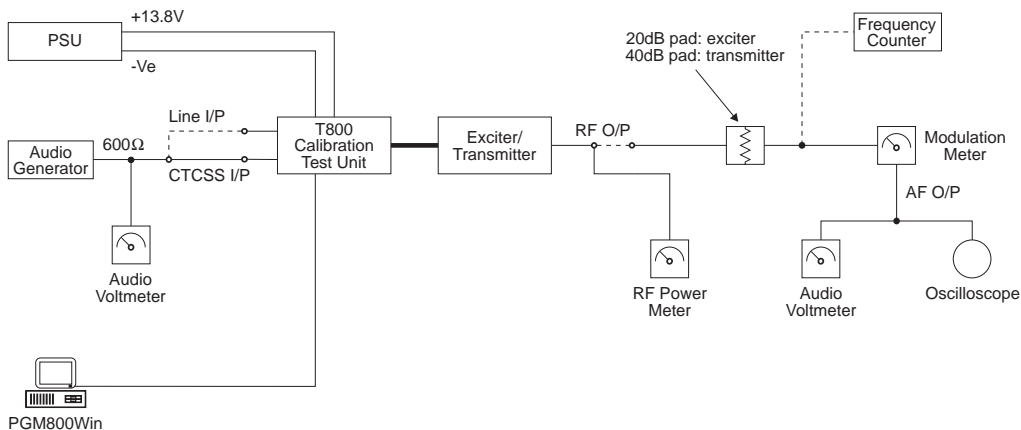 +13.8V
PSU
-Ve
Frequency
Counter
20dB pad: exciter
40dB pad: transmitter
Line I/P
Audio
Generator
600Ω
CTCSS I/P
T800
Calibration
Test Unit
Exciter/
Transmitter
RF O/P
Modulation
Meter
AF O/P
Audio
Voltmeter
RF Power
Meter
Audio
Voltmeter
Oscilloscope
PGM800Win